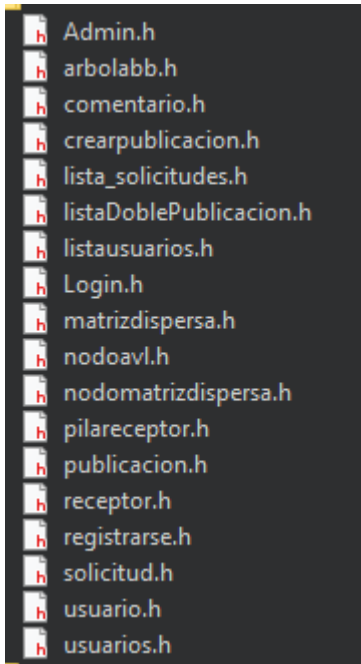 Admin.h
arbolabb.h
comentario.h
crearpublicacion.h
lista_solicitudes.h
listaDoblePublicacion.h
listausuarios.h
Login.h
matrizdispersa.h
nodoavl.h
nodomatrizdispersa.h
pilareceptor.h
publicacion.h
receptor.h
registrarse.h
solicitud.h
usuario.h
usuarios.h